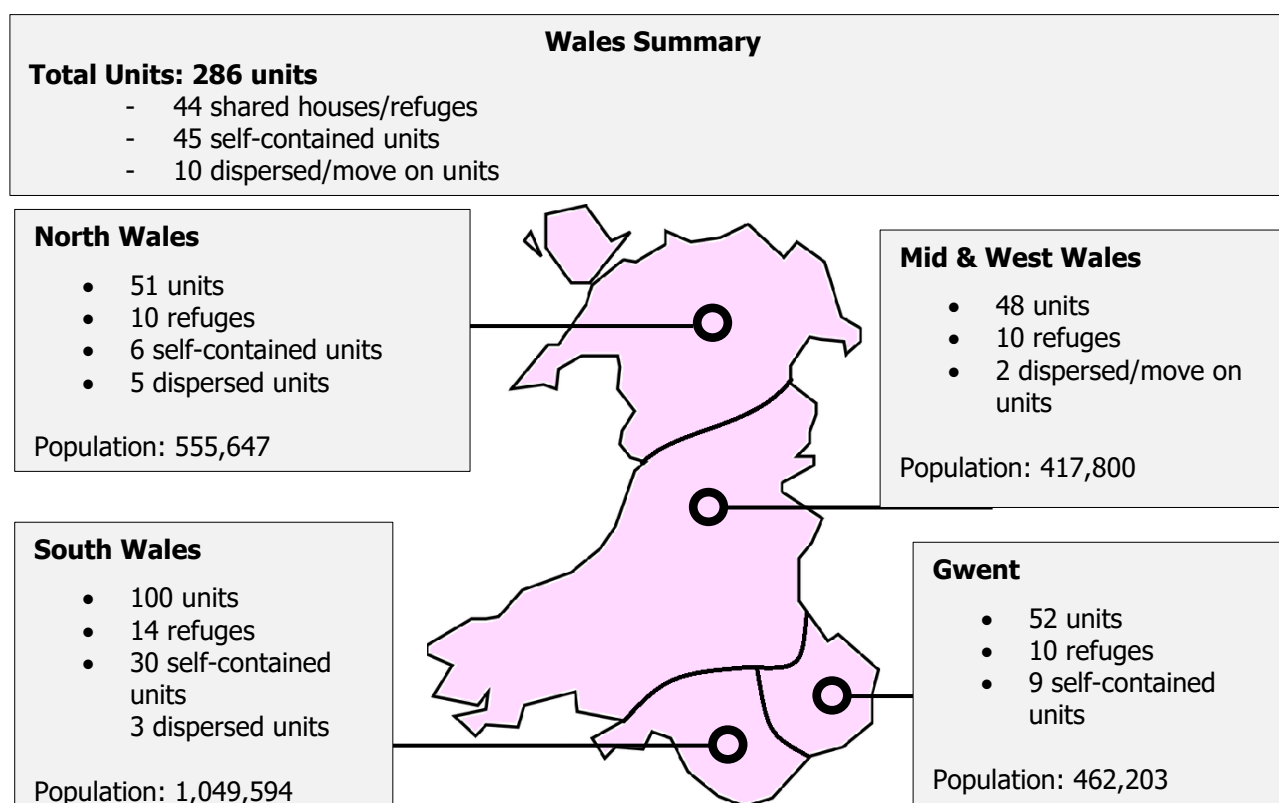 Wales Summary
Total Units: 286 units
- 44 shared houses/refuges
- 45 self-contained units
- 10 dispersed/move on units
North Wales
• 51 units
• 10 refuges
• 6 self-contained units
• 5 dispersed units
Population: 555,647
Mid & West Wales
• 48 units
• 10 refuges
• 2 dispersed/move on
units
Population: 417,800
South Wales
• 100 units
• 14 refuges
• 30 self-contained
units
3 dispersed units
Population: 1,049,594
Gwent
• 52 units
• 10 refuges
• 9 self-contained
units
Population: 462,203